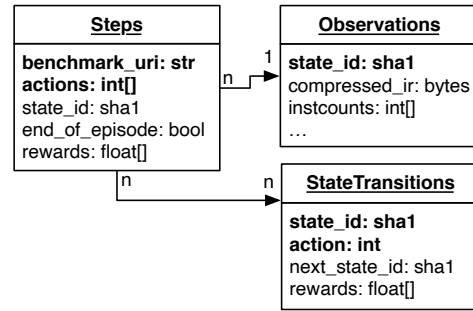 Steps
benchmark_uri: str
actions: int[]
state_id: sha1
end_of_episode: bool
rewards: float[]
n
1
Observations
state_id: sha1
compressed_ir: bytes
instcounts: int[]
…
n
n
StateTransitions
state_id: sha1
action: int
next_state_id: sha1
rewards: float[]